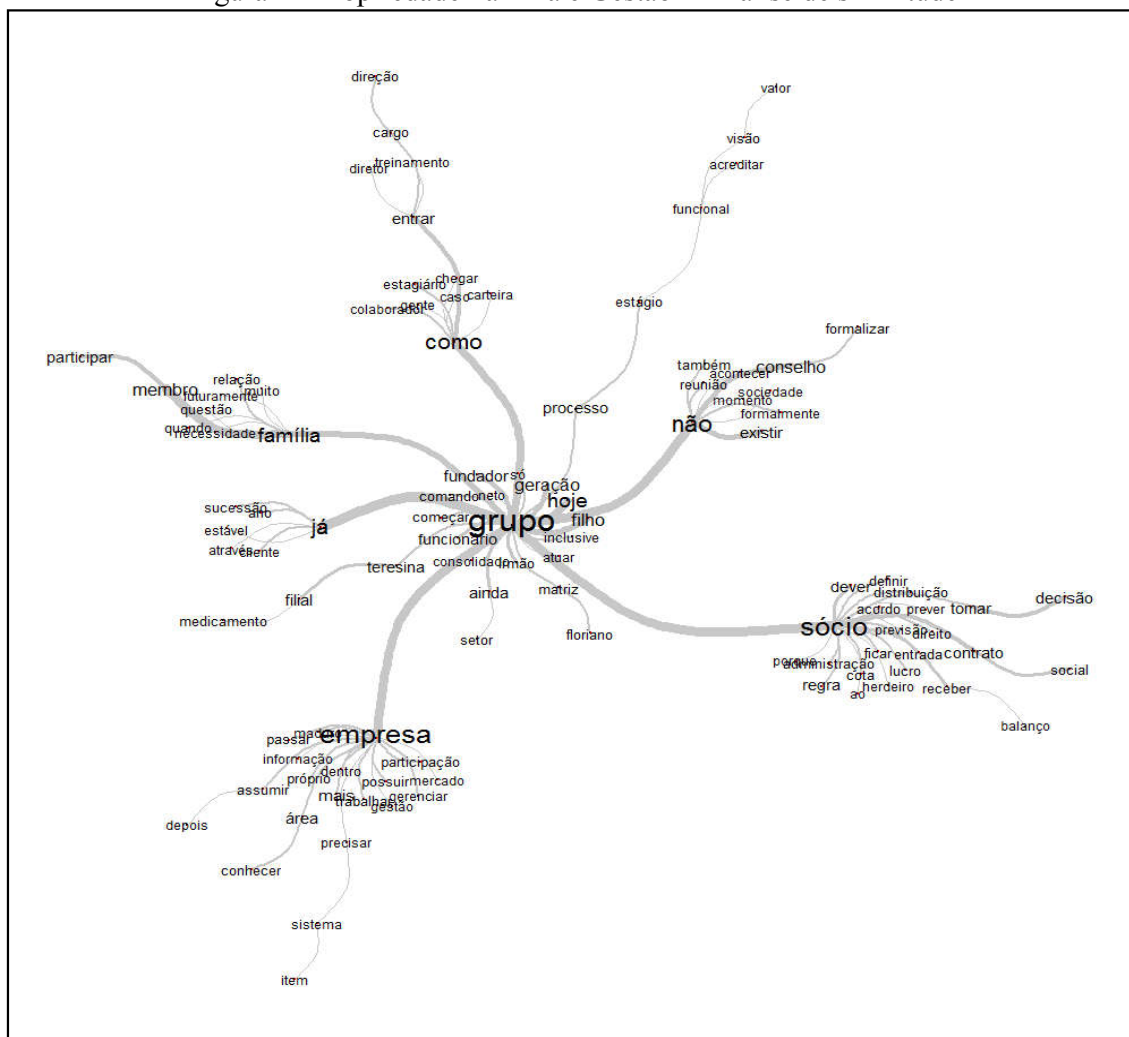 direção
valor
cargo
visão
treinamento
diretor
acreditar
funcional
entrar
chegar
estagiário
caso
carteira
gente
colaborador
estágio
formalizar
como
participar
também
conselho
acontecer
relação
membro
muito
reunião
sociedade
futuramente
momento
questão
processo
formalmente
não
quando
necessidade
família
existir
fundador
só
geração
comando
neto
hoje
sucessão
ano
começar
grupo
filho
estável
já
funcionário
inclusive
através
cliente
consolidado
irmão
atuar
teresina
ainda
matriz
dever
definir
distribuição
decisão
filial
acordo
prever
tomar
medicamento
sócio
previsão
direito
setor
floriano
ficar
entrada
contrato
porque
administração
lucro
social
cota
regra
herdeiro
receber
ao
balanço
maduro
empresa
passar
informação
participação
dentro
próprio
possuir
mercado
assumir
mais
trabalhar
gerenciar
gestão
área
depois
precisar
conhecer
sistema
item